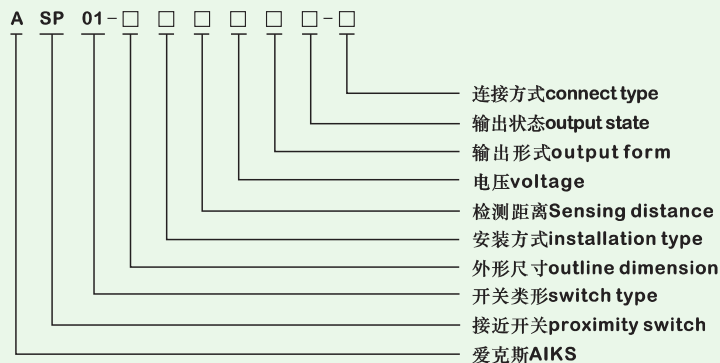 A SP 01-□ □ □ □ □ □-□
连接方式connect type
输出状态output state
输出形式output form
电压voltage
检测距离Sensing distance
安装方式installation type
外形尺寸outline dimension
开关类形switch type
接近开关proximity switch
爱克斯AIKS